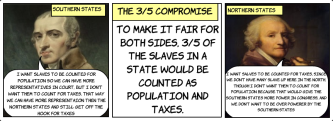 SOUTHERN STATES
I WANT SLAVES TO BE COUNTED FOR
POPULATION SO WE CAN HAVE MORE
REPRESENTATIVES IN COURT. BUT I DON'T
WANT THEM TO COUNT FOR TAXES. THAT WAY
WE CAN HAVE MORE REPRESENTATION THEN THE
NORTHERN STATES AND STILL GET OFF THE
HOOK FOR TAXES
THE 3/5 COMPROMISE
TO MAKE IT FAIR FOR
BOTH SIDES, 3/5 OF
THE SLAVES IN A
STATE WOULD BE
COUNTED AS
POPULATION AND
TAXES.
NORTHERN STATES
I WANT SLAVES TO BE COUNTED FOR TAXES, SINCE
WE DON'T HAVE MANY SLAVES UP HERE IN THE NORTH
THOUGH I DON'T WANT THEM TO COUNT FOR
POPULATION BECAUSE THAT WOULD GIVE THE
SOUTHERN STATES MORE POWER IN CONGRESS AND
WE DON'T WANT TO BE OVER POWERED BY THE
SOUTHERN STATES